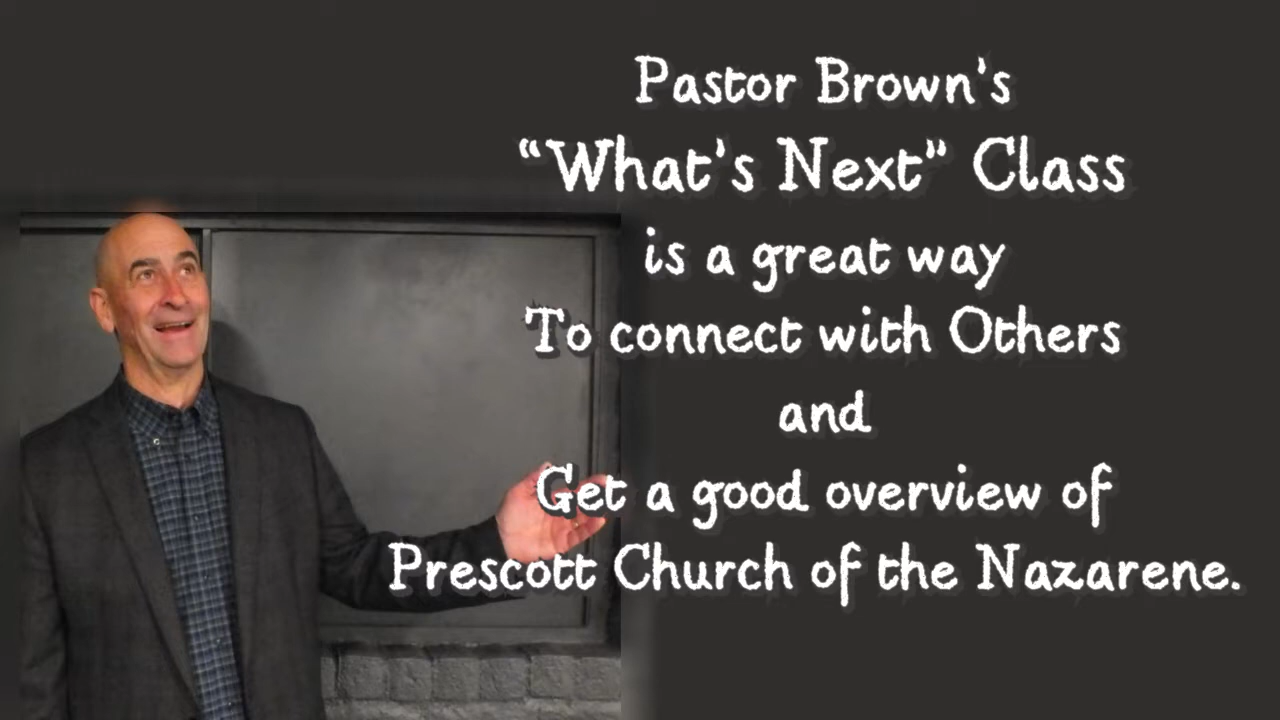 Pastor Brown's
“What's Next” Class
is a great way
To connect with Others
and
Get a good overview of
Prescott Church of the Nazarene.